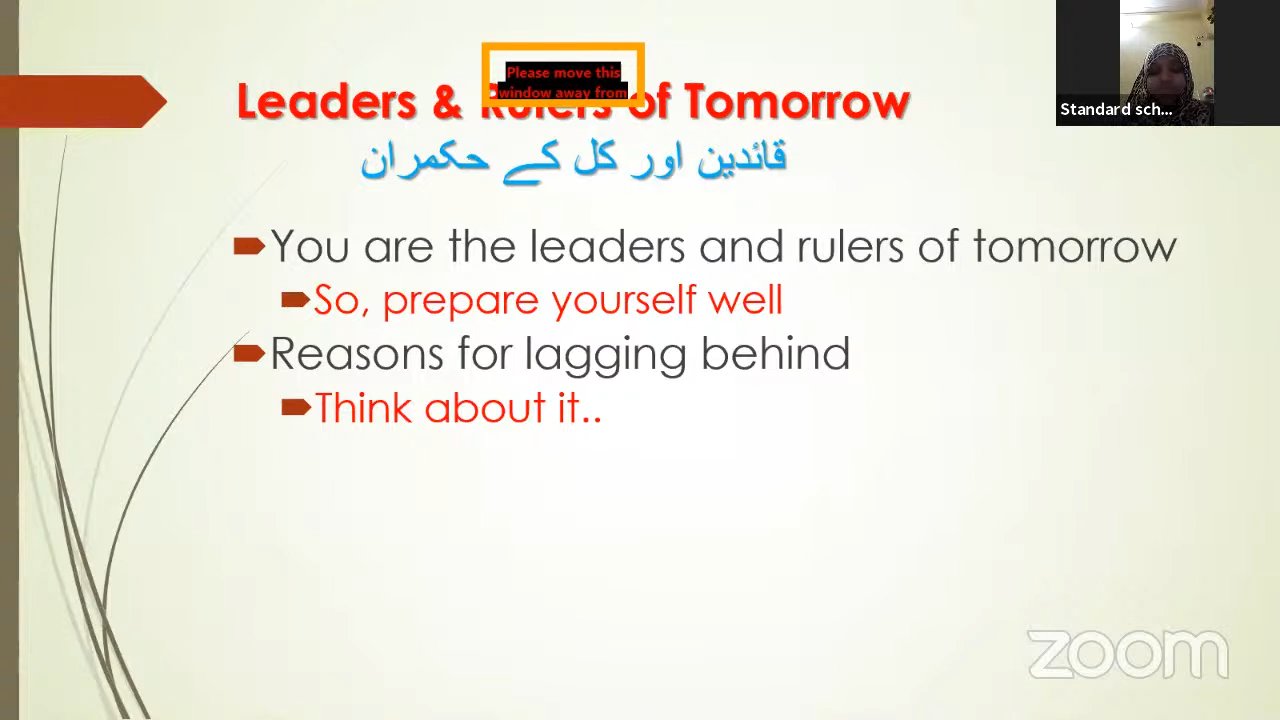 Please move this
window away from
Leaders & Rulers of Tomorrow
قائدین اور کل کے حکمران
You are the leaders and rulers of tomorrow
So, prepare yourself well
Reasons for lagging behind
Think about it..
Standard sch...
zoom